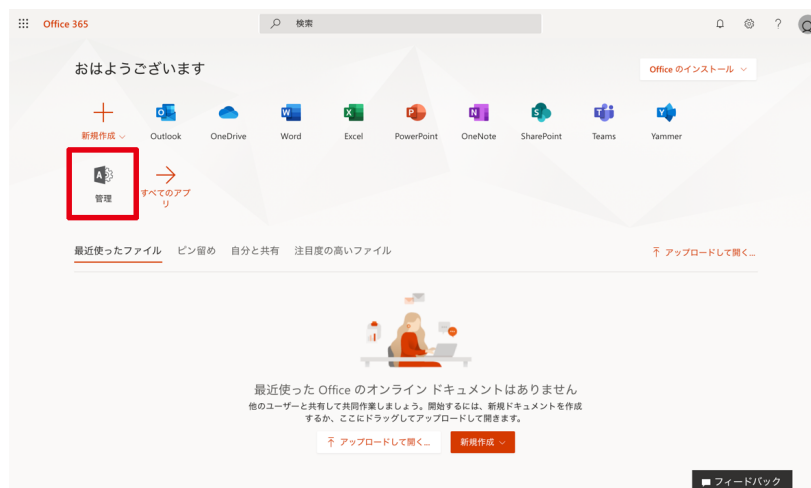 Office 365
検索
?
おはようございます
Office のインストール
新規作成
Outlook
OneDrive
Word
Excel
PowerPoint
OneNote
SharePoint
Teams
Yammer
管理
すべてのアプ
リ
最近使ったファイル ピン留め 自分と共有 注目度の高いファイル
アップロードして開く...
最近使った Office のオンライン ドキュメントはありません
他のユーザーと共有して共同作業しましょう。開始するには、新規ドキュメントを作成
するか、ここにドラッグしてアップロードして開きます。
アップロードして開く...
新規作成
フィードバック